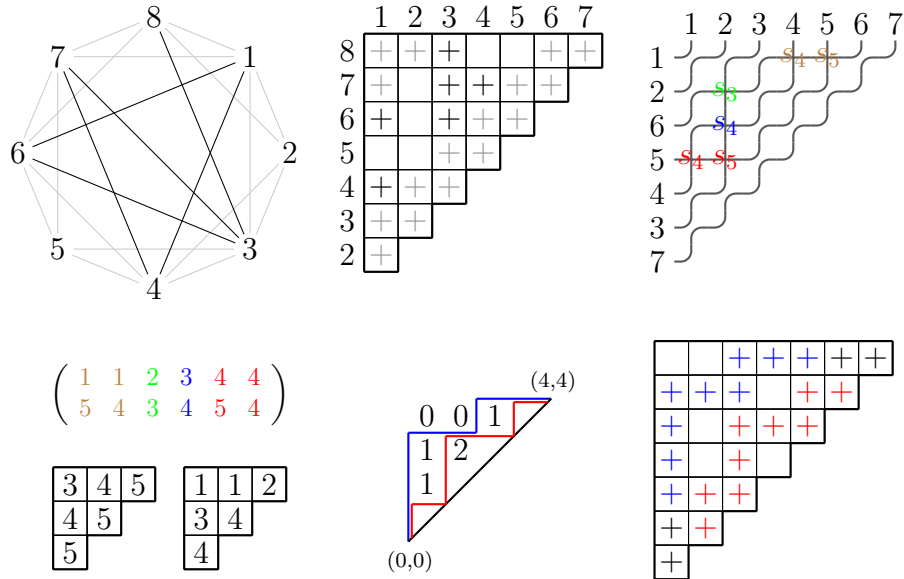 8
7 1
6 2
5 3
4
1 2 3 4 5 6 7
8 + + + + +
7 + + + + +
6 + + + +
5 + +
4 + + +
3 + +
2 +
1 2 3 4 5 6 7
1 s₄ s₅
2 s₃
6 s₄
5 s₄ s₅
4
3
7
( 1 1 2 3 4 4 )
( 5 4 3 4 5 4 )
3 4 5
4 5
5
1 1 2
3 4
4
(4,4)
0 0 1
1 2
1
(0,0)
+ + + + +
+ + + + +
+ + + +
+ +
+ + +
+ +
+